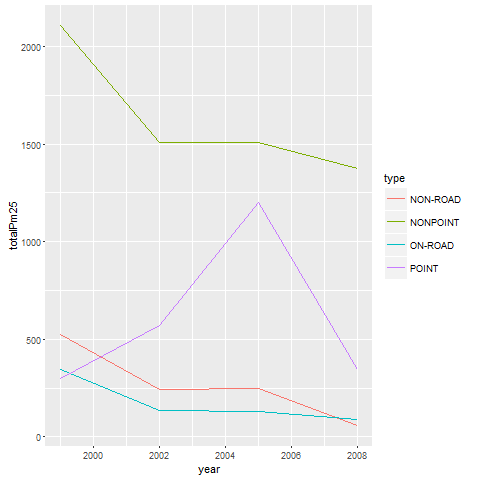 2000
1500
1000
500
0
totalPm25
2000
2002
2004
2006
2008
year
type
NON-ROAD
NONPOINT
ON-ROAD
POINT